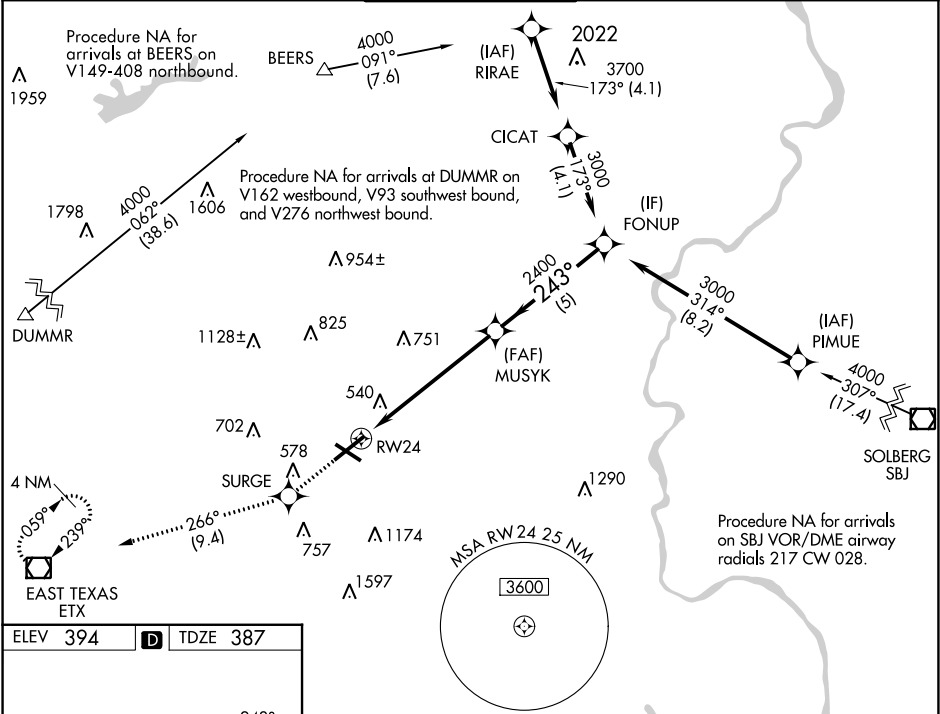 Procedure NA for
arrivals at BEERS on
V149-408 northbound.
1959
BEERS
4000
091°
(7.6)
(IAF)
RIRAE
2022
3700
173° (4.1)
CICAT
3000
173°
(4.1)
(IF)
FONUP
Procedure NA for arrivals at DUMMR on
V162 westbound, V93 southwest bound,
and V276 northwest bound.
4000
062°
(38.6)
1606
1798
DUMMR
954±
2400
243°
(5)
3000
314°
(8.2)
(IAF)
PIMUE
4000
307°
(17.4)
SOLBERG
SBJ
1128±
825
751
(FAF)
MUSYK
540
702
RW24
578
SURGE
4 NM
059°
239°
266°
(9.4)
757
1174
1290
1597
EAST TEXAS
ETX
Procedure NA for arrivals
on SBJ VOR/DME airway
radials 217 CW 028.
MSA RW24 25 NM
3600
ELEV 394 D TDZE 387